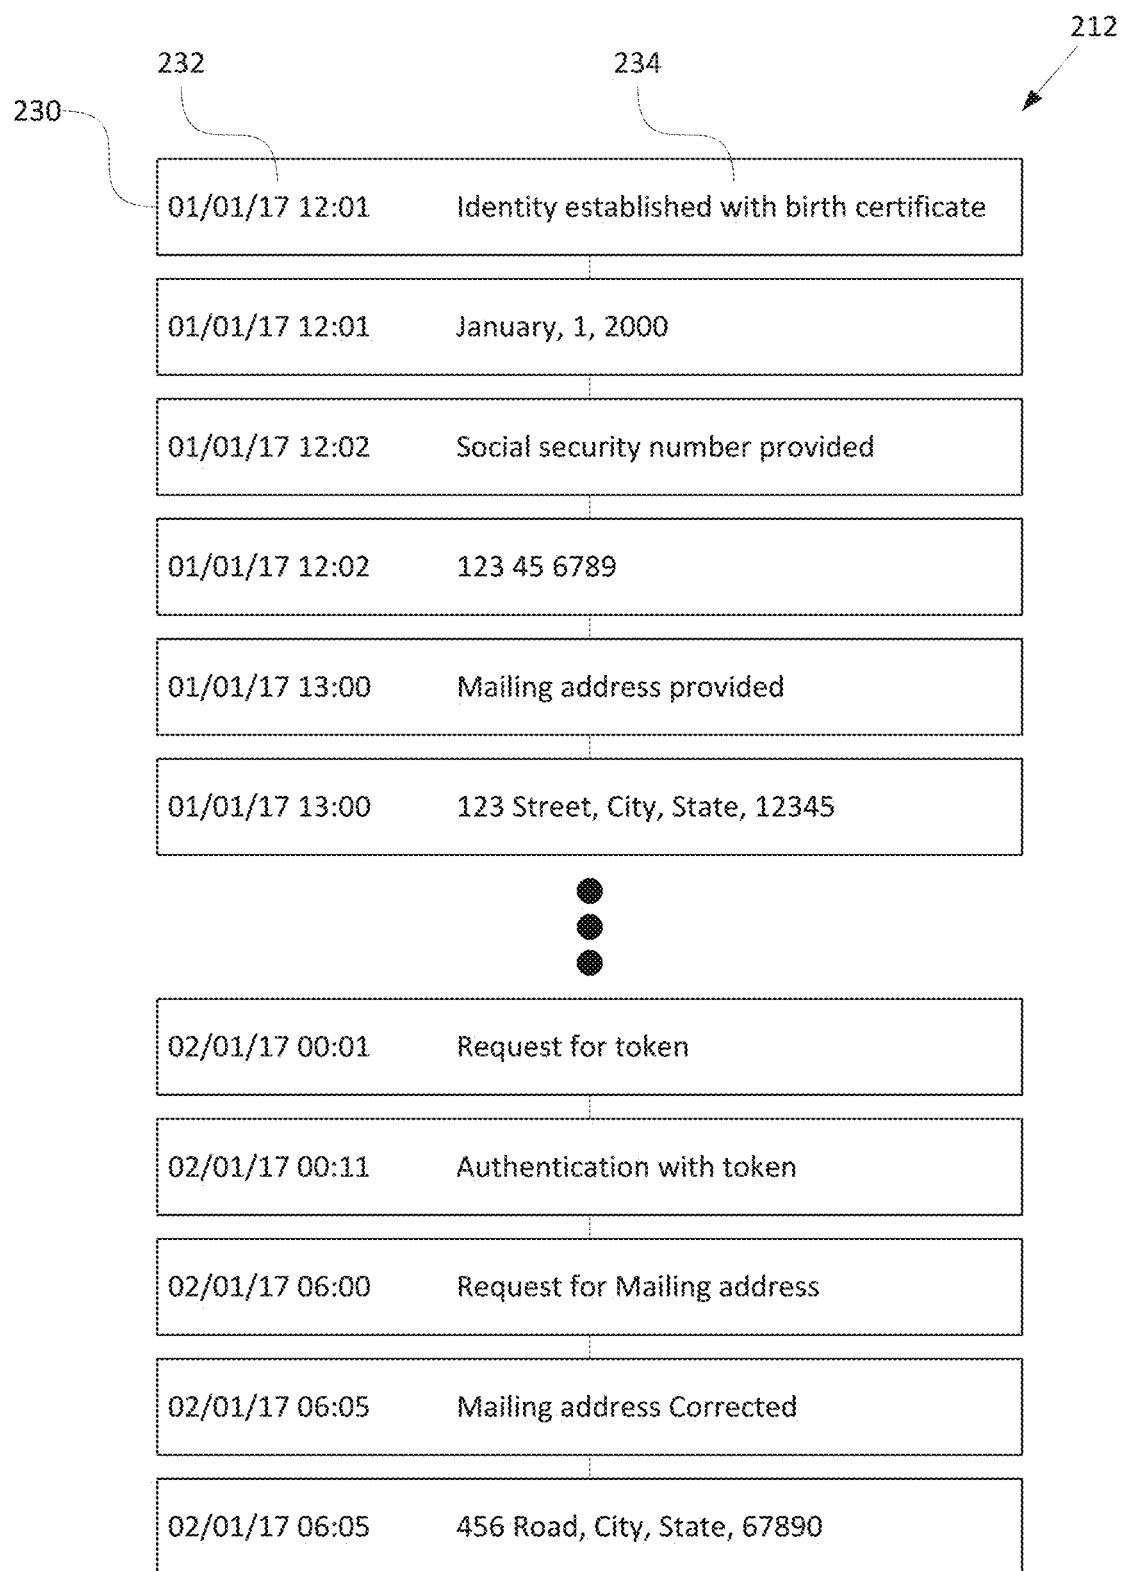 212
232 234
230
01/01/17 12:01 Identity established with birth certificate
01/01/17 12:01 January, 1, 2000
01/01/17 12:02 Social security number provided
01/01/17 12:02 123 45 6789
01/01/17 13:00 Mailing address provided
01/01/17 13:00 123 Street, City, State, 12345
02/01/17 00:01 Request for token
02/01/17 00:11 Authentication with token
02/01/17 06:00 Request for Mailing address
02/01/17 06:05 Mailing address Corrected
02/01/17 06:05 456 Road, City, State, 67890